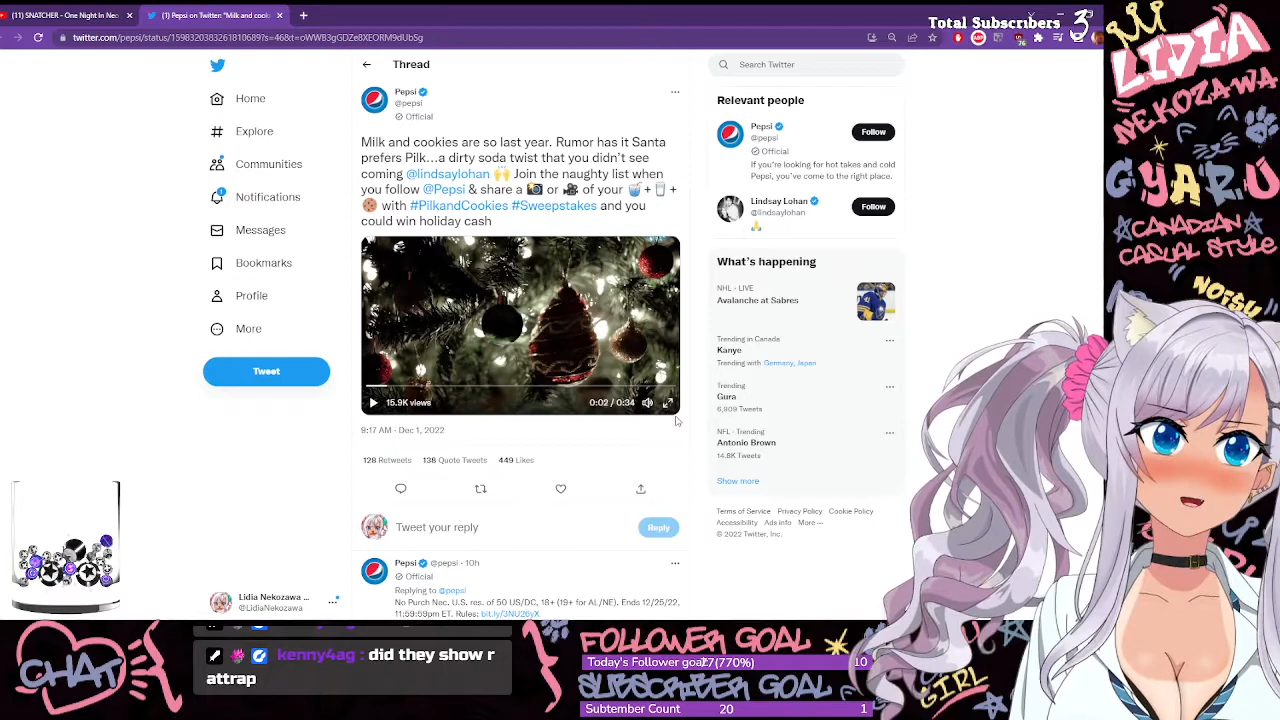 (11) SNATCHER - One Night In Neo
(1) Pepsi on Twitter: "Milk and cook
Total Subscribers
3
76
Thread
Search Twitter
Pepsi
@pepsi
Official
Milk and cookies are so last year. Rumor has it Santa
prefers Pilk...a dirty soda twist that you didn't see
coming @lindsaylohan 🙌 Join the naughty list when
you follow @Pepsi & share a 📸 or 🎥 of your 🥤+🥛+
🍪 with #PilkandCookies #Sweepstakes and you
could win holiday cash
15.9K views
0:02 / 0:34
9:17 AM · Dec 1, 2022
128 Retweets 138 Quote Tweets 449 Likes
Tweet your reply
Reply
Pepsi @pepsi · 10h
Official
Replying to @pepsi
No Purch Nec. U.S. res. of 50 US/DC, 18+ (19+ for AL/NE). Ends 12/25/22,
11:59:59pm ET. Rules: bit.ly/3NU26vX
Home
Explore
Communities
Notifications
Messages
Bookmarks
Profile
More
Tweet
Lidia Nekozawa ...
@LidiaNekozawa
Relevant people
Pepsi
@pepsi
Follow
Official
If you're looking for hot takes and cold
Pepsi, you've come to the right place.
Lindsay Lohan
@lindsaylohan
Follow
🙏
What's happening
NHL · LIVE
Avalanche at Sabres
Trending in Canada
Kanye
Trending with Germany, Japan
Trending
Gura
6,909 Tweets
NFL · Trending
Antonio Brown
14.8K Tweets
Show more
Terms of Service Privacy Policy Cookie Policy
Accessibility Ads info More ···
© 2022 Twitter, Inc.
LIDIA
NEKOZAWA
GYARU
CANADIAN
CASUAL STYLE
NOTSU
GIRL
CHAT
kenny4ag : did they show r
attrap
FOLLOWER GOAL
Today's Follower goal
77(770%)
10
SUBSCRIBER GOAL
Subtember Count 20 1